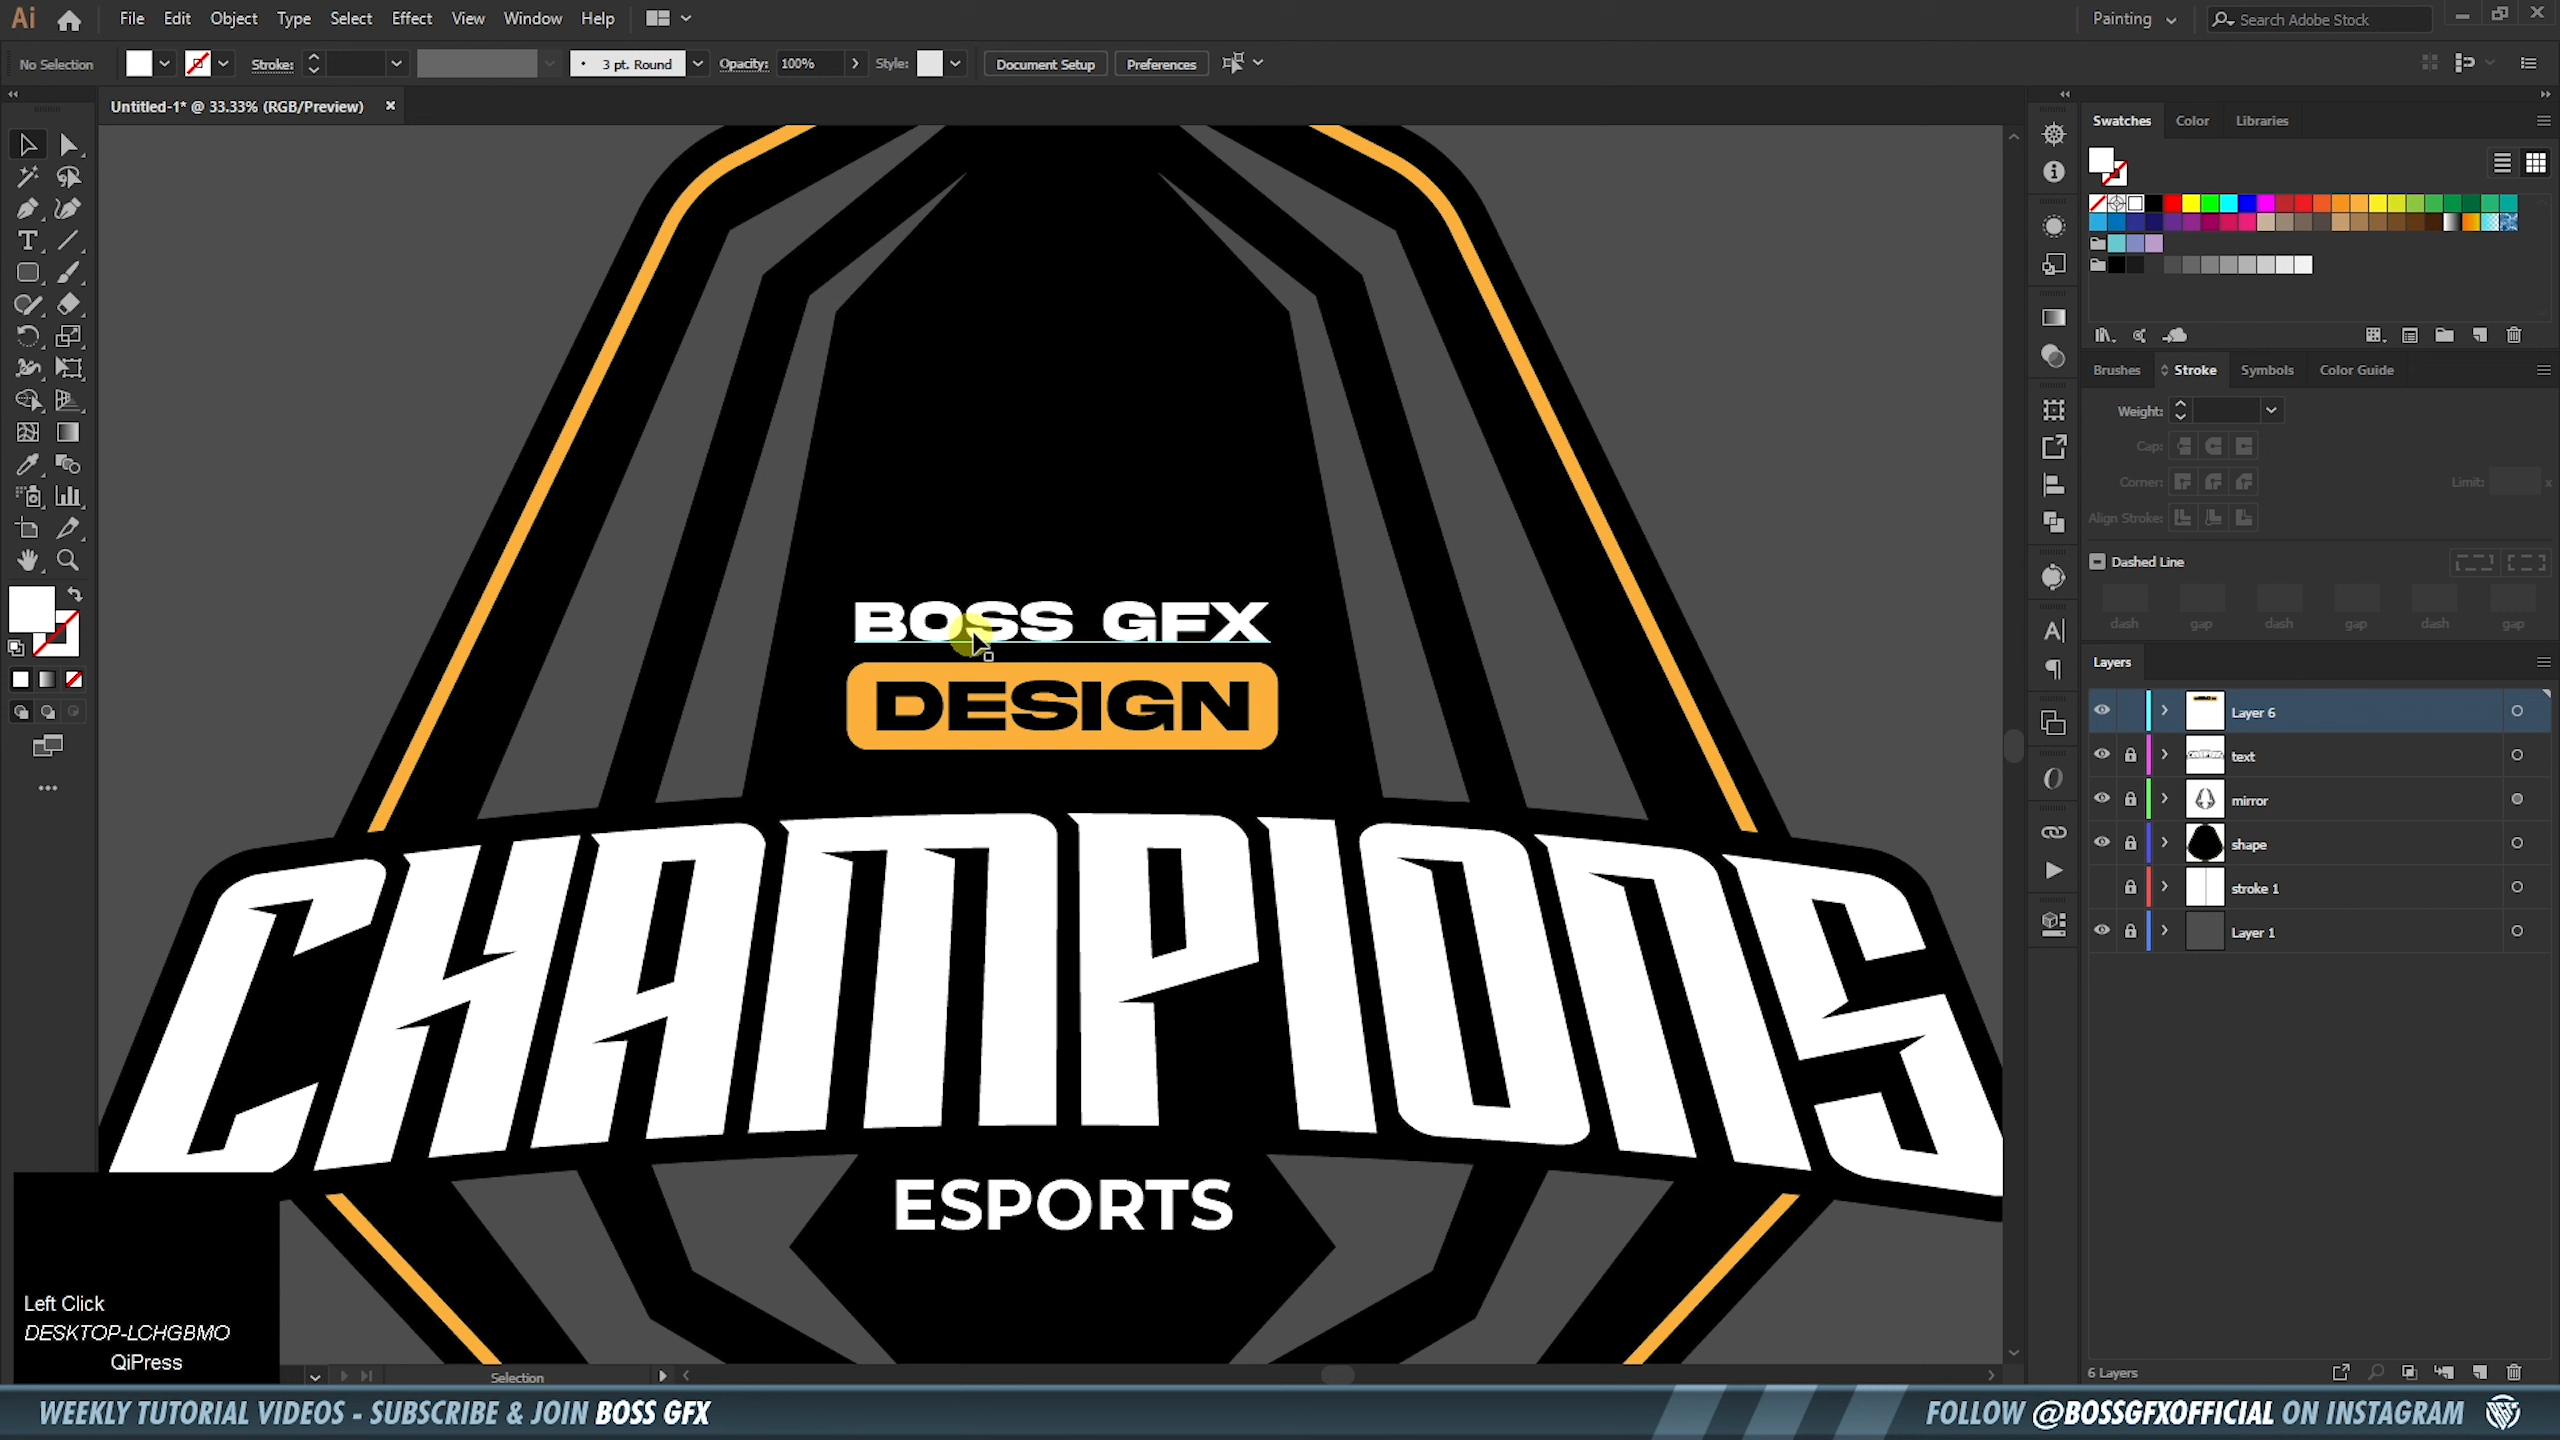 Ai File Edit Object Type Select Effect View Window Help Painting Search Adobe Stock
No Selection Stroke: 3 pt. Round Opacity: 100% Style: Document Setup Preferences
Untitled-1* @ 33.33% (RGB/Preview)
Swatches Color Libraries
Brushes Stroke Symbols Color Guide
Weight:
Cap:
Corner: Limit: x
Align Stroke:
Dashed Line
dash gap dash gap dash gap
Layers
Layer 6
text
mirror
shape
stroke 1
Layer 1
6 Layers
BOSS GFX
DESIGN
CHAMPIONS
ESPORTS
Left Click
DESKTOP-LCHGBMO
QiPress
Selection
WEEKLY TUTORIAL VIDEOS - SUBSCRIBE & JOIN BOSS GFX
FOLLOW @BOSSGFXOFFICIAL ON INSTAGRAM